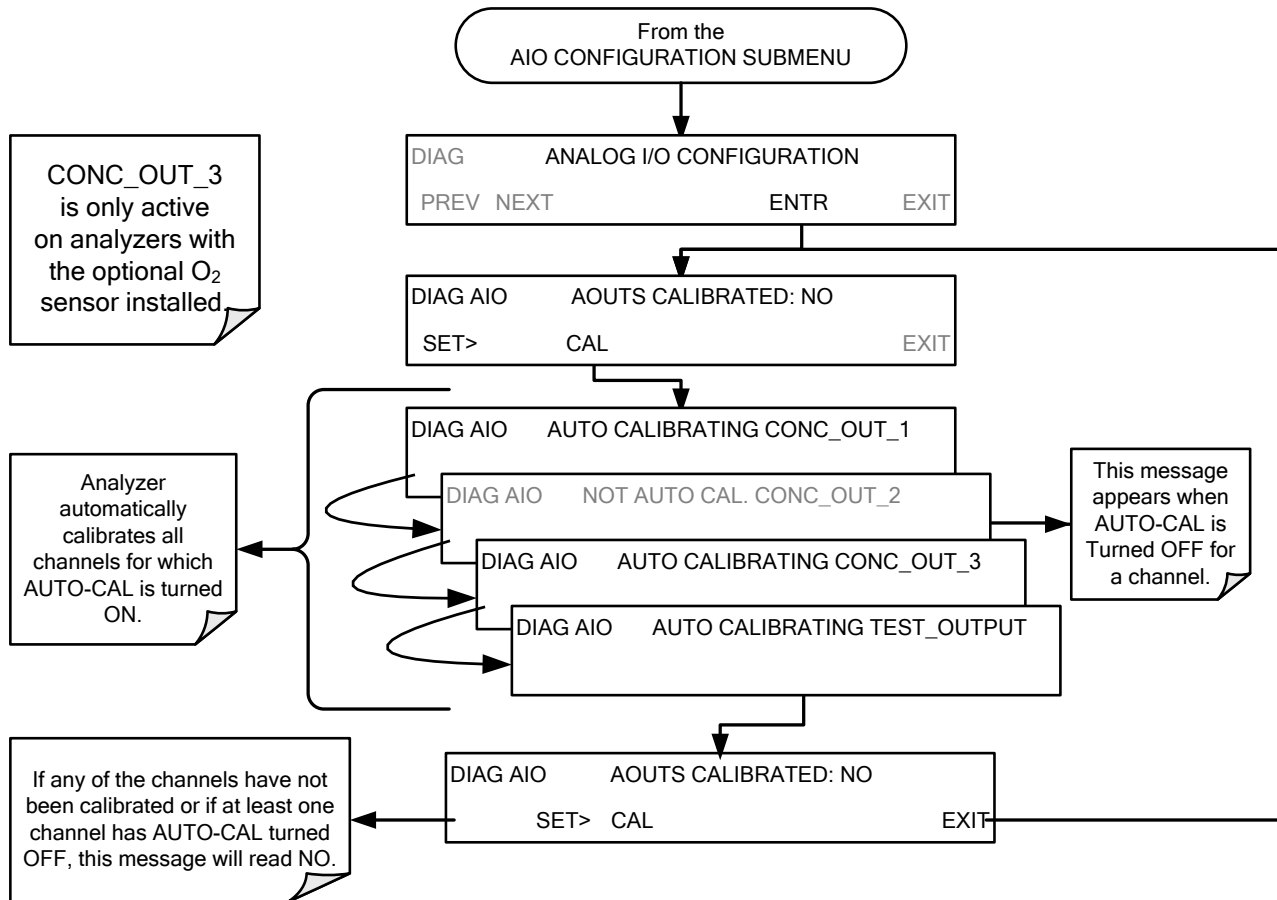 From the
AIO CONFIGURATION SUBMENU
CONC_OUT_3
is only active
on analyzers with
the optional O₂
sensor installed.
DIAG ANALOG I/O CONFIGURATION
PREV NEXT ENTR EXIT
DIAG AIO AOUTS CALIBRATED: NO
SET> CAL EXIT
Analyzer
automatically
calibrates all
channels for which
AUTO-CAL is turned
ON.
DIAG AIO AUTO CALIBRATING CONC_OUT_1
DIAG AIO NOT AUTO CAL. CONC_OUT_2
DIAG AIO AUTO CALIBRATING CONC_OUT_3
DIAG AIO AUTO CALIBRATING TEST_OUTPUT
This message
appears when
AUTO-CAL is
Turned OFF for
a channel.
If any of the channels have not
been calibrated or if at least one
channel has AUTO-CAL turned
OFF, this message will read NO.
DIAG AIO AOUTS CALIBRATED: NO
SET> CAL EXIT